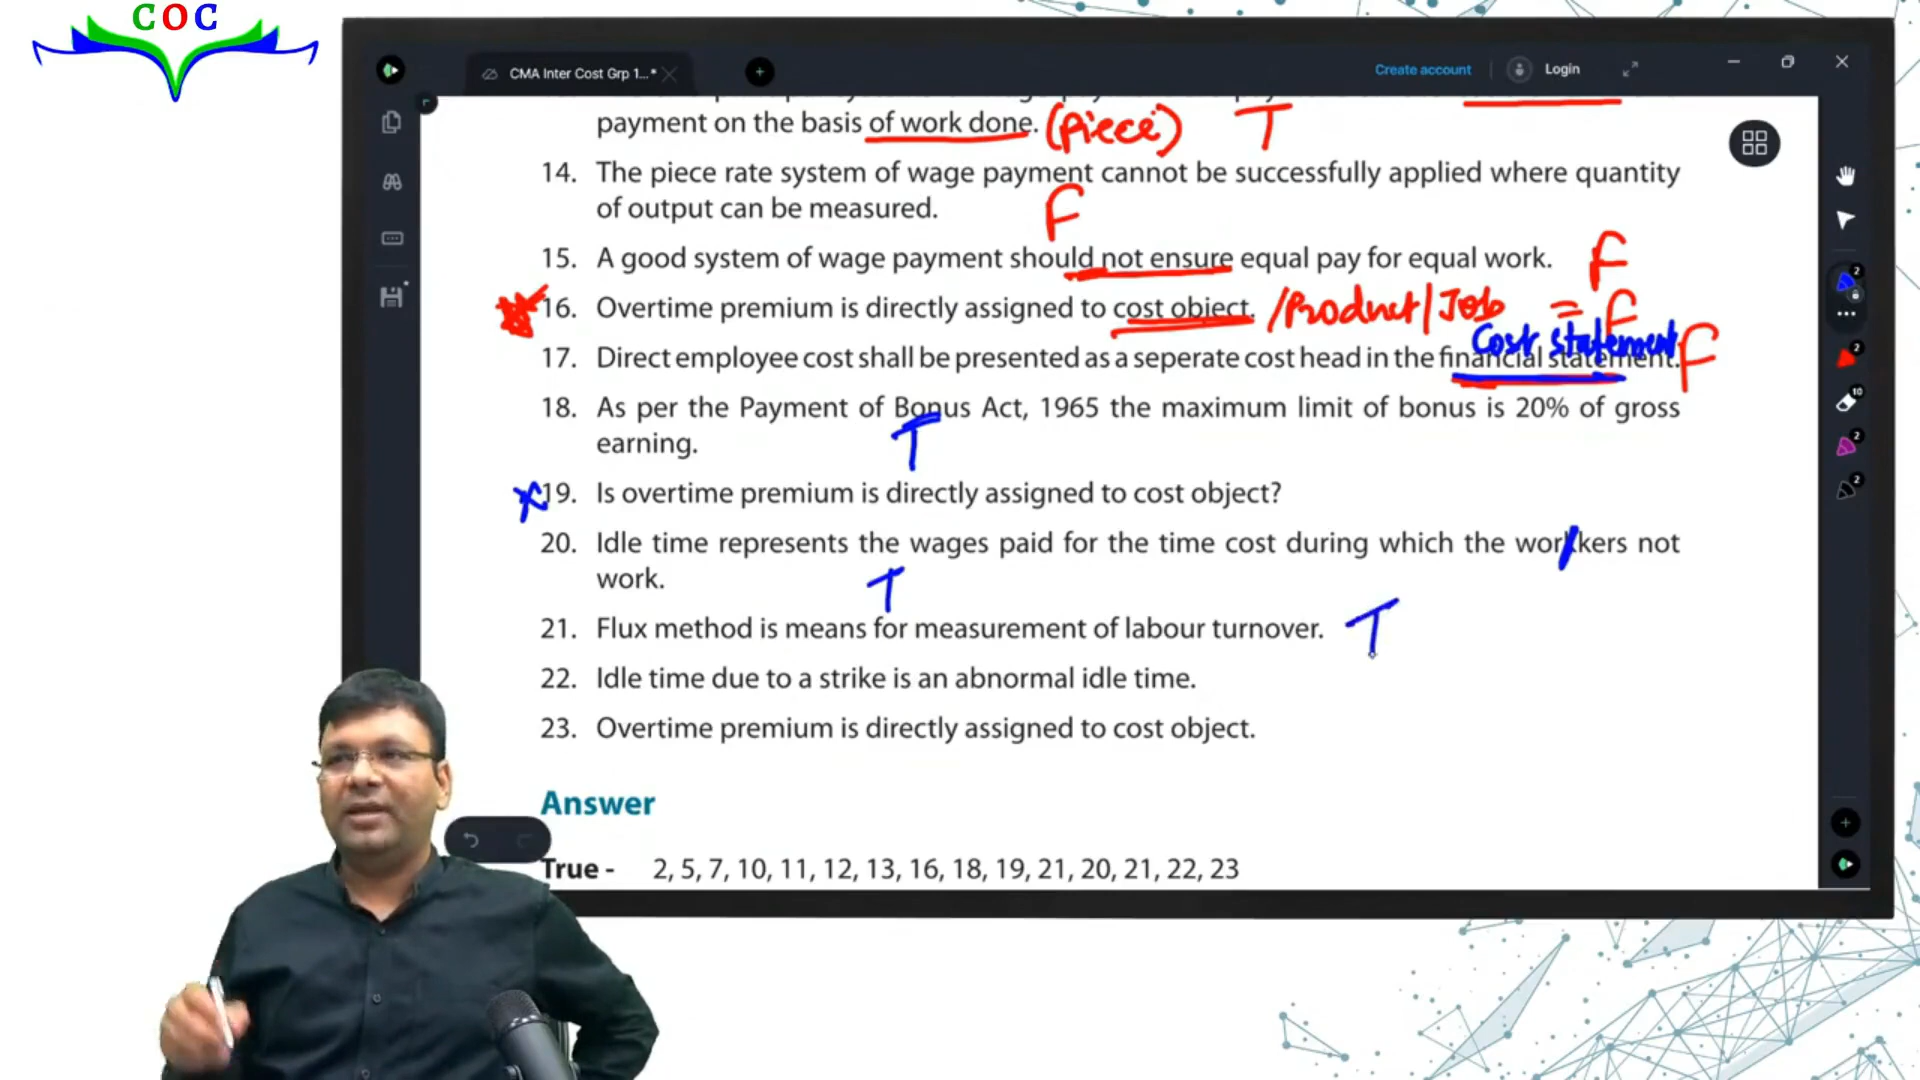 COC
CMA Inter Cost Grp 1...*
Create account
Login
payment on the basis of work done. (Piece) T
14. The piece rate system of wage payment cannot be successfully applied where quantity
of output can be measured. F
15. A good system of wage payment should not ensure equal pay for equal work. F
16. Overtime premium is directly assigned to cost object. /Product/Job = F
Cost statement
17. Direct employee cost shall be presented as a seperate cost head in the financial statement. F
18. As per the Payment of Bonus Act, 1965 the maximum limit of bonus is 20% of gross
earning. T
19. Is overtime premium is directly assigned to cost object?
20. Idle time represents the wages paid for the time cost during which the workkers not
work. T
21. Flux method is means for measurement of labour turnover. T
22. Idle time due to a strike is an abnormal idle time.
23. Overtime premium is directly assigned to cost object.
Answer
True - 2, 5, 7, 10, 11, 12, 13, 16, 18, 19, 21, 20, 21, 22, 23
2
2
10
2
2